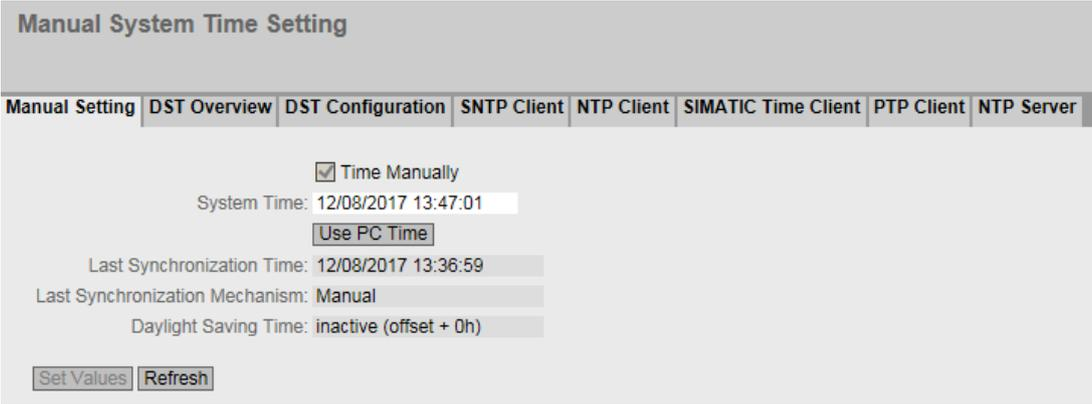 Manual System Time Setting
Manual Setting DST Overview DST Configuration SNTP Client NTP Client SIMATIC Time Client PTP Client NTP Server
Time Manually
System Time: 12/08/2017 13:47:01
Use PC Time
Last Synchronization Time: 12/08/2017 13:36:59
Last Synchronization Mechanism: Manual
Daylight Saving Time: inactive (offset + 0h)
Set Values Refresh